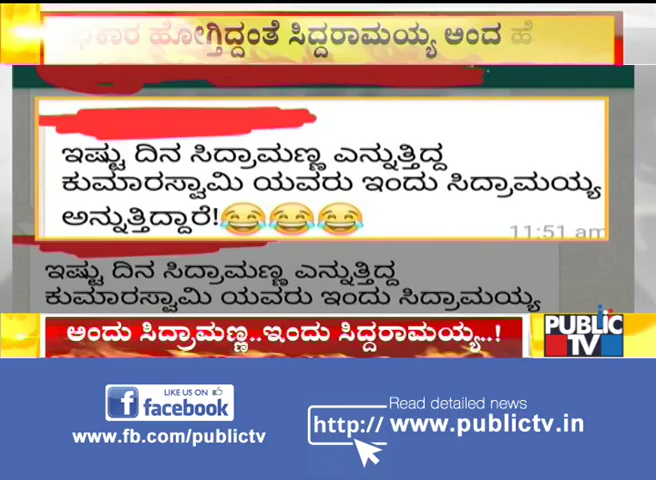 ಹೋಗ್ತಿದ್ದಂತೆ ಸಿದ್ದರಾಮಯ್ಯ ಅಂದ ಹೆ
ಇಷ್ಟು ದಿನ ಸಿದ್ರಾಮಣ್ಣ ಎನ್ನುತ್ತಿದ್ದ
ಕುಮಾರಸ್ವಾಮಿ ಯವರು ಇಂದು ಸಿದ್ರಾಮಯ್ಯ
ಅನ್ನುತ್ತಿದ್ದಾರೆ!😂😂😂
11:51 am
ಇಷ್ಟು ದಿನ ಸಿದ್ರಾಮಣ್ಣ ಎನ್ನುತ್ತಿದ್ದ
ಕುಮಾರಸ್ವಾಮಿ ಯವರು ಇಂದು ಸಿದ್ರಾಮಯ್ಯ
ಅಂದು ಸಿದ್ರಾಮಣ್ಣ..ಇಂದು ಸಿದ್ದರಾಮಯ್ಯ..!
PUBLiC
TV
LIKE US ON
facebook
www.fb.com/publictv
Read detailed news
http:// www.publictv.in